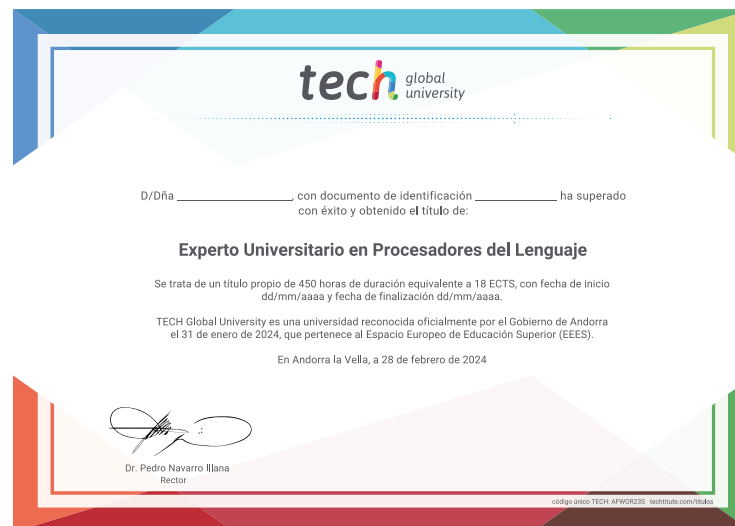 tech global university
D/Dña ____________________, con documento de identificación ______________ ha superado
con éxito y obtenido el título de:
Experto Universitario en Procesadores del Lenguaje
Se trata de un título propio de 450 horas de duración equivalente a 18 ECTS, con fecha de inicio
dd/mm/aaaa y fecha de finalización dd/mm/aaaa.
TECH Global University es una universidad reconocida oficialmente por el Gobierno de Andorra
el 31 de enero de 2024, que pertenece al Espacio Europeo de Educación Superior (EEES).
En Andorra la Vella, a 28 de febrero de 2024
Dr. Pedro Navarro Illana
Rector
código único TECH: AFWOR23S techtitute.com/titulos